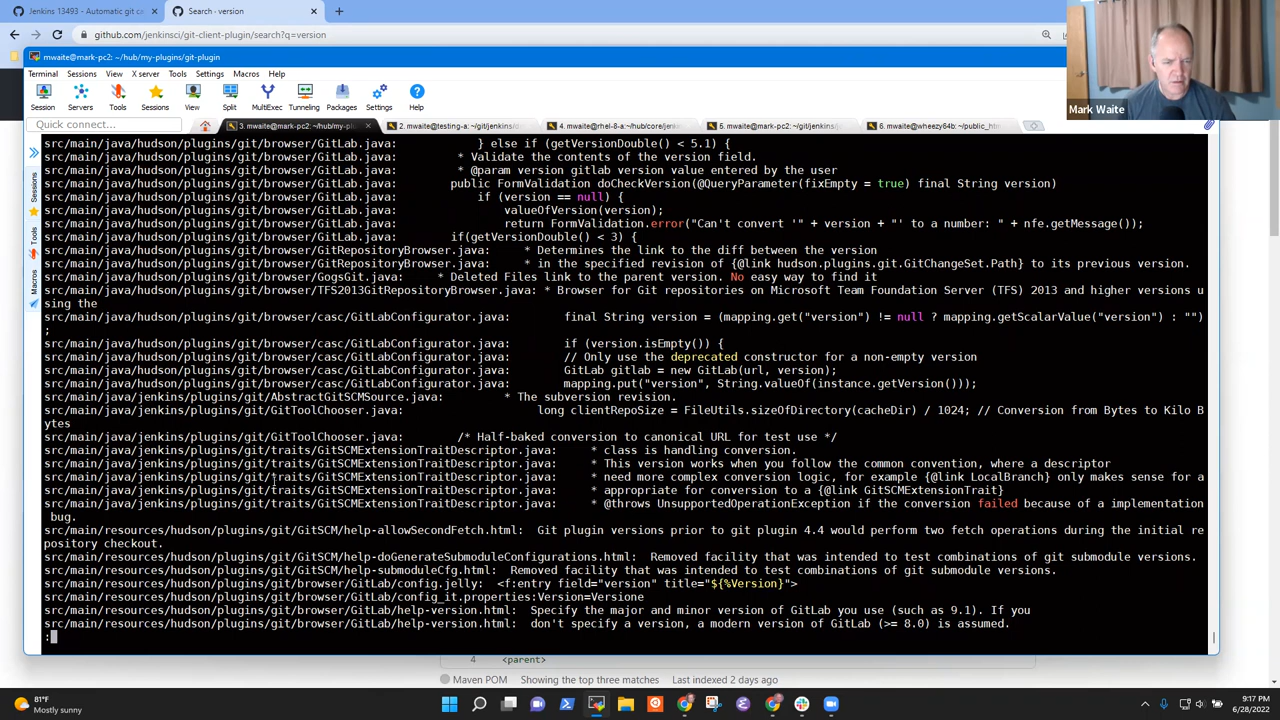 Jenkins 13493 - Automatic git ca
Search · version
github.com/jenkinsci/git-client-plugin/search?q=version
mwaite@mark-pc2: ~/hub/my-plugins/git-plugin
Terminal Sessions View X server Tools Settings Macros Help
Session Servers Tools Sessions View Split MultiExec Tunneling Packages Settings Help
Mark Waite
Quick connect...
3. mwaite@mark-pc2:~/hub/my-plu
2. mwaite@testing-a: ~/git/jenkins/d
4. mwaite@rhel-8-a:~/hub/core/jenkin
5. mwaite@mark-pc2: ~/git/jenkins/
6. mwaite@wheezy64b: ~/public_ht
Sessions
Tools
Macros
src/main/java/hudson/plugins/git/browser/GitLab.java: } else if (getVersionDouble() < 5.1) {
src/main/java/hudson/plugins/git/browser/GitLab.java: * Validate the contents of the version field.
src/main/java/hudson/plugins/git/browser/GitLab.java: * @param version gitlab version value entered by the user
src/main/java/hudson/plugins/git/browser/GitLab.java: public FormValidation doCheckVersion(@QueryParameter(fixEmpty = true) final String version)
src/main/java/hudson/plugins/git/browser/GitLab.java: if (version == null) {
src/main/java/hudson/plugins/git/browser/GitLab.java: valueOfVersion(version);
src/main/java/hudson/plugins/git/browser/GitLab.java: return FormValidation.error("Can't convert '" + version + "' to a number: " + nfe.getMessage());
src/main/java/hudson/plugins/git/browser/GitLab.java: if(getVersionDouble() < 3) {
src/main/java/hudson/plugins/git/browser/GitRepositoryBrowser.java: * Determines the link to the diff between the version
src/main/java/hudson/plugins/git/browser/GitRepositoryBrowser.java: * in the specified revision of {@link hudson.plugins.git.GitChangeSet.Path} to its previous version.
src/main/java/hudson/plugins/git/browser/GogsGit.java: * Deleted Files link to the parent version. No easy way to find it
src/main/java/hudson/plugins/git/browser/TFS2013GitRepositoryBrowser.java: * Browser for Git repositories on Microsoft Team Foundation Server (TFS) 2013 and higher versions u
sing the
src/main/java/hudson/plugins/git/browser/casc/GitLabConfigurator.java: final String version = (mapping.get("version") != null ? mapping.getScalarValue("version") : "")
;
src/main/java/hudson/plugins/git/browser/casc/GitLabConfigurator.java: if (version.isEmpty()) {
src/main/java/hudson/plugins/git/browser/casc/GitLabConfigurator.java: // Only use the deprecated constructor for a non-empty version
src/main/java/hudson/plugins/git/browser/casc/GitLabConfigurator.java: GitLab gitlab = new GitLab(url, version);
src/main/java/hudson/plugins/git/browser/casc/GitLabConfigurator.java: mapping.put("version", String.valueOf(instance.getVersion()));
src/main/java/jenkins/plugins/git/AbstractGitSCMSource.java: * The subversion revision.
src/main/java/jenkins/plugins/git/GitToolChooser.java: long clientRepoSize = FileUtils.sizeOfDirectory(cacheDir) / 1024; // Conversion from Bytes to Kilo B
ytes
src/main/java/jenkins/plugins/git/GitToolChooser.java: /* Half-baked conversion to canonical URL for test use */
src/main/java/jenkins/plugins/git/traits/GitSCMExtensionTraitDescriptor.java: * class is handling conversion.
src/main/java/jenkins/plugins/git/traits/GitSCMExtensionTraitDescriptor.java: * This version works when you follow the common convention, where a descriptor
src/main/java/jenkins/plugins/git/traits/GitSCMExtensionTraitDescriptor.java: * need more complex conversion logic, for example {@link LocalBranch} only makes sense for a
src/main/java/jenkins/plugins/git/traits/GitSCMExtensionTraitDescriptor.java: * appropriate for conversion to a {@link GitSCMExtensionTrait}
src/main/java/jenkins/plugins/git/traits/GitSCMExtensionTraitDescriptor.java: * @throws UnsupportedOperationException if the conversion failed because of a implementation
bug.
src/main/resources/hudson/plugins/git/GitSCM/help-allowSecondFetch.html: Git plugin versions prior to git plugin 4.4 would perform two fetch operations during the initial re
pository checkout.
src/main/resources/hudson/plugins/git/GitSCM/help-doGenerateSubmoduleConfigurations.html: Removed facility that was intended to test combinations of git submodule versions.
src/main/resources/hudson/plugins/git/GitSCM/help-submoduleCfg.html: Removed facility that was intended to test combinations of git submodule versions.
src/main/resources/hudson/plugins/git/browser/GitLab/config.jelly: <f:entry field="version" title="${%Version}">
src/main/resources/hudson/plugins/git/browser/GitLab/config_it.properties:Version=Versione
src/main/resources/hudson/plugins/git/browser/GitLab/help-version.html: Specify the major and minor version of GitLab you use (such as 9.1). If you
src/main/resources/hudson/plugins/git/browser/GitLab/help-version.html: don't specify a version, a modern version of GitLab (>= 8.0) is assumed.
:
4 <parent>
Maven POM Showing the top three matches Last indexed 2 days ago
81°F
Mostly sunny
9:17 PM
6/28/2022